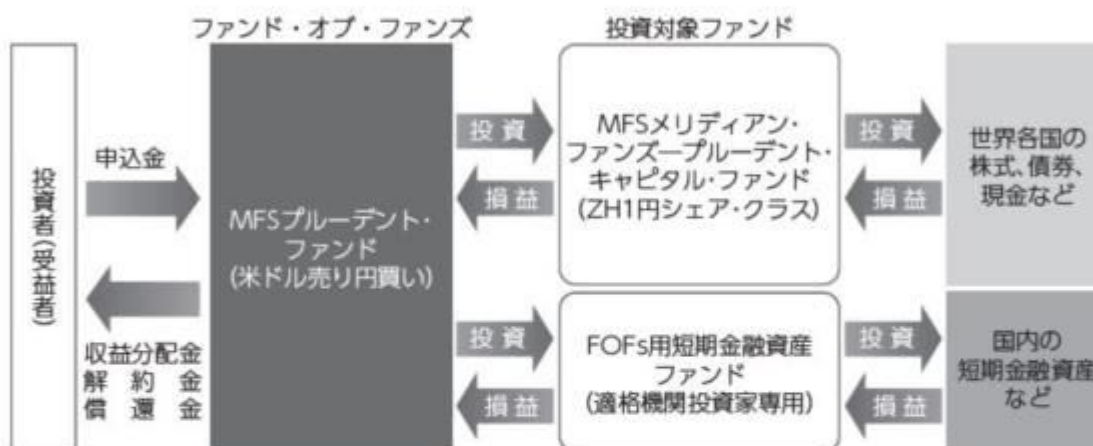 ファンド・オブ・ファンズ
投資対象ファンド
投資者(受益者)
申込金
収益分配金
解約金
償還金
MFSプルーデント・
ファンド
(米ドル売り円買い)
投資
損益
MFSメリディアン・
ファンズ―プルーデント・
キャピタル・ファンド
(ZH1円シェア・クラス)
投資
損益
世界各国の
株式、債券、
現金など
投資
損益
FOFs用短期金融資産
ファンド
(適格機関投資家専用)
投資
損益
国内の
短期金融資産
など